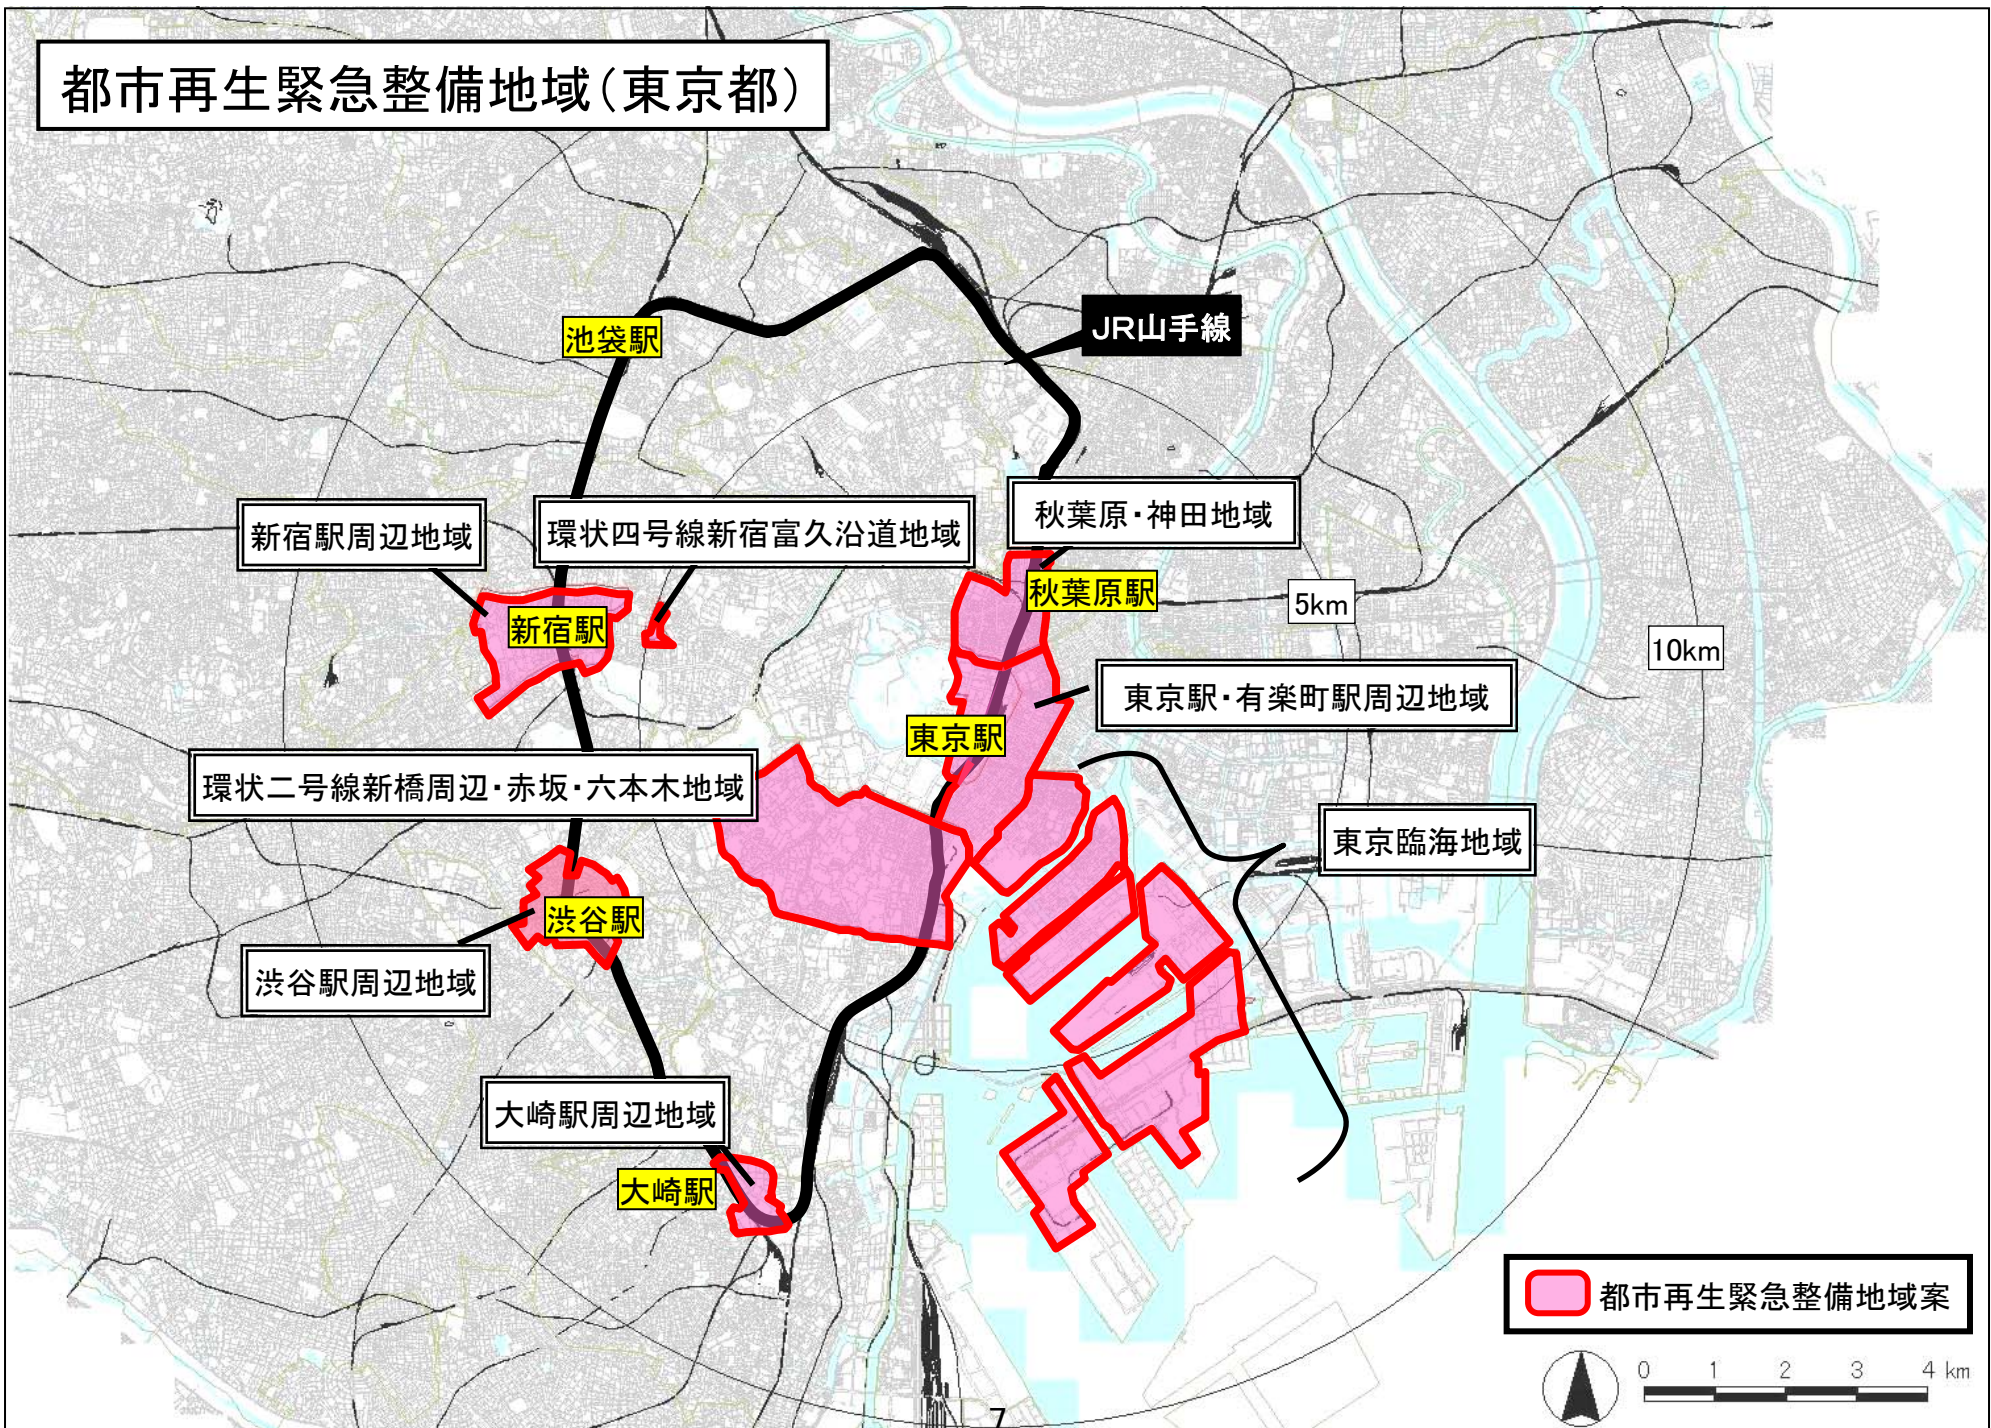 都市再生緊急整備地域（東京都）
池袋駅
JR山手線
新宿駅周辺地域
環状四号線新宿富久沿道地域
秋葉原・神田地域
秋葉原駅
5km
新宿駅
10km
東京駅・有楽町駅周辺地域
東京駅
環状二号線新橋周辺・赤坂・六本木地域
東京臨海地域
渋谷駅
渋谷駅周辺地域
大崎駅周辺地域
大崎駅
都市再生緊急整備地域案
0 1 2 3 4 km
7